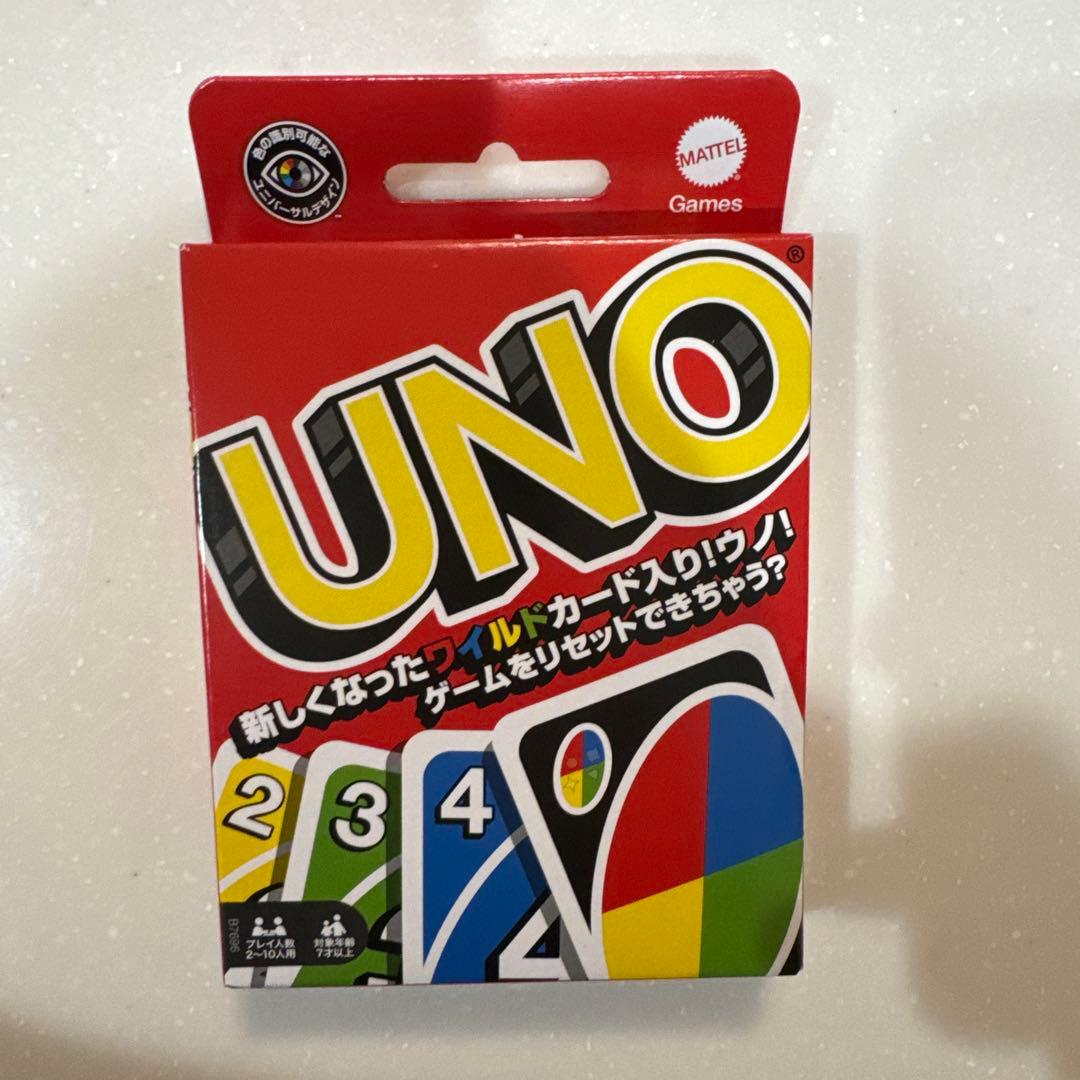 色の識別可能な
ユニバーサルデザイン
™
MATTEL
Games
UNO®
新しくなったワイルドカード入り!ウノ!
ゲームをリセットできちゃう?
2
3
4
B7696
プレイ人数
2〜10人用
対象年齢
7才以上